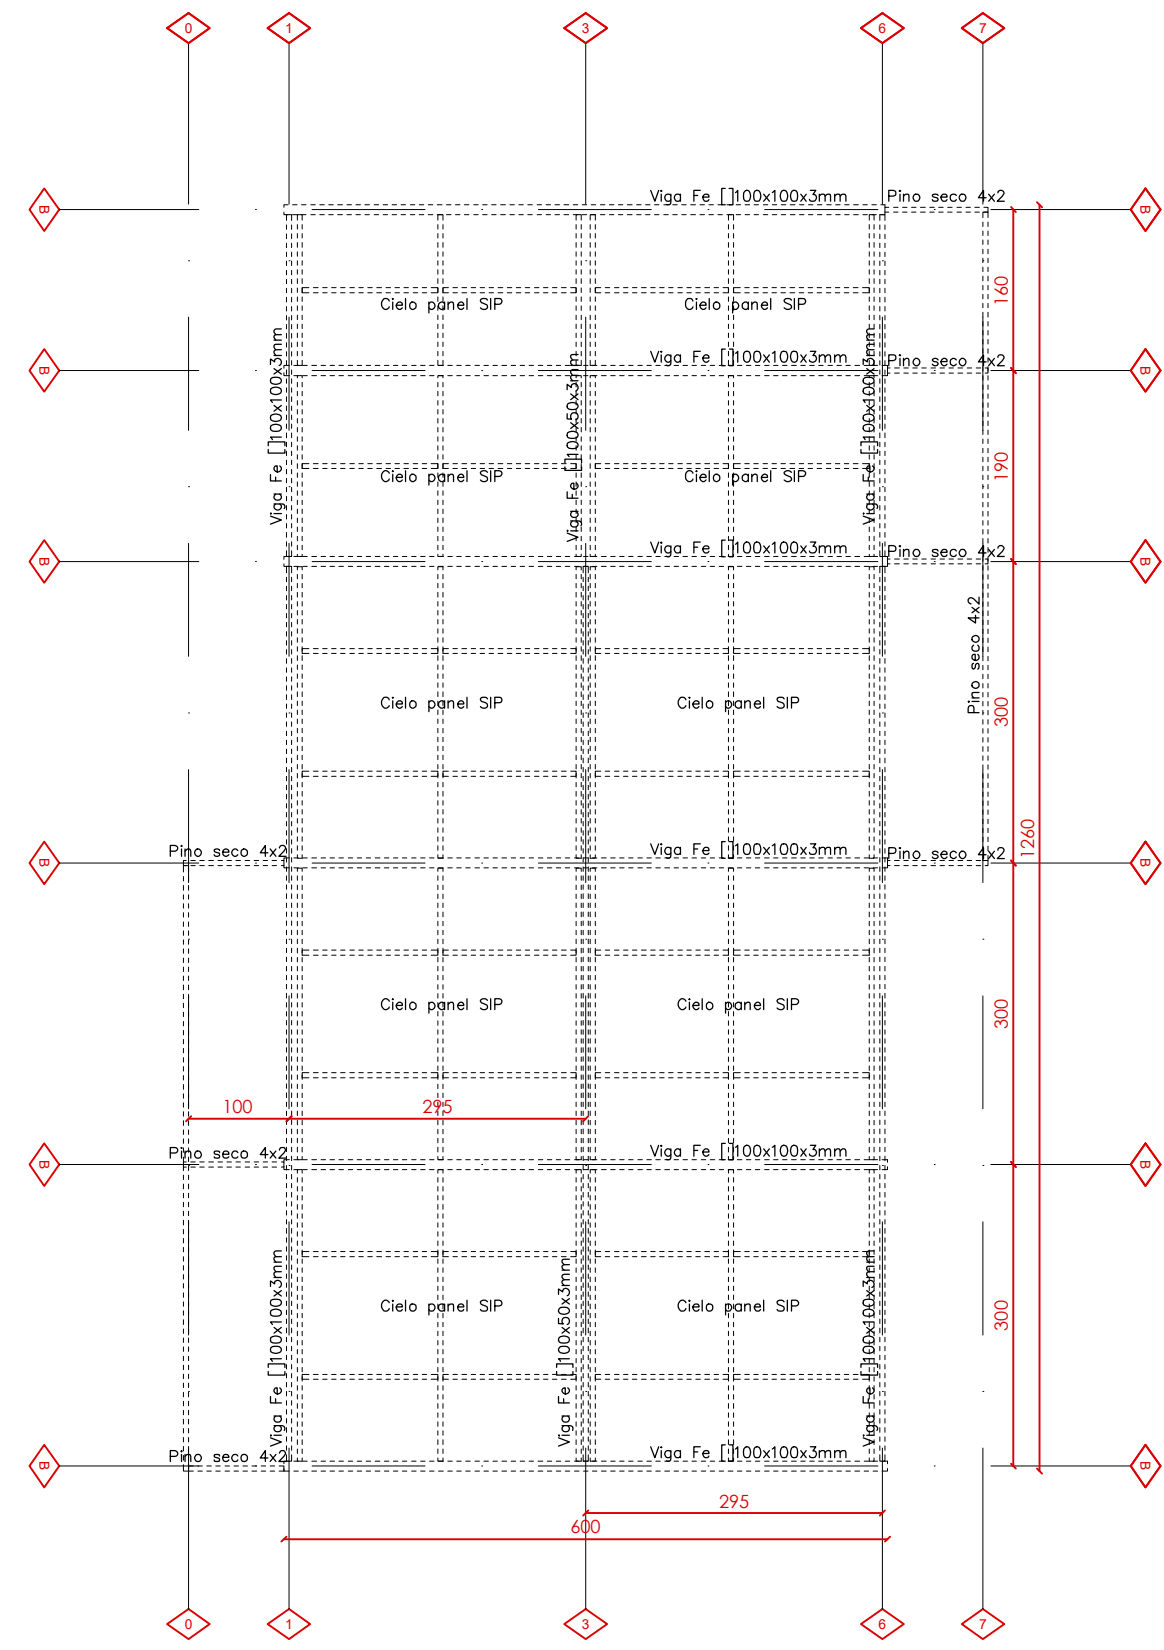 0
1
3
6
7
Viga Fe []100x100x3mm
Pino seco 4x2
B
B
160
Cielo panel SIP
Cielo panel SIP
Viga Fe []100x100x3mm
Viga Fe []100x50x3mm
Viga Fe []100x100x3mm
Viga Fe []100x100x3mm
Pino seco 4x2
B
B
190
Cielo panel SIP
Cielo panel SIP
Viga Fe []100x100x3mm
Pino seco 4x2
B
B
Pino seco 4x2
300
Cielo panel SIP
Cielo panel SIP
1260
Pino seco 4x2
Viga Fe []100x100x3mm
Pino seco 4x2
B
B
Cielo panel SIP
Cielo panel SIP
300
100
295
Pino seco 4x2
Viga Fe []100x100x3mm
B
B
Viga Fe []100x100x3mm
Viga Fe []100x50x3mm
Viga Fe []100x100x3mm
Cielo panel SIP
Cielo panel SIP
300
Pino seco 4x2
Viga Fe []100x100x3mm
B
B
295
600
0
1
3
6
7